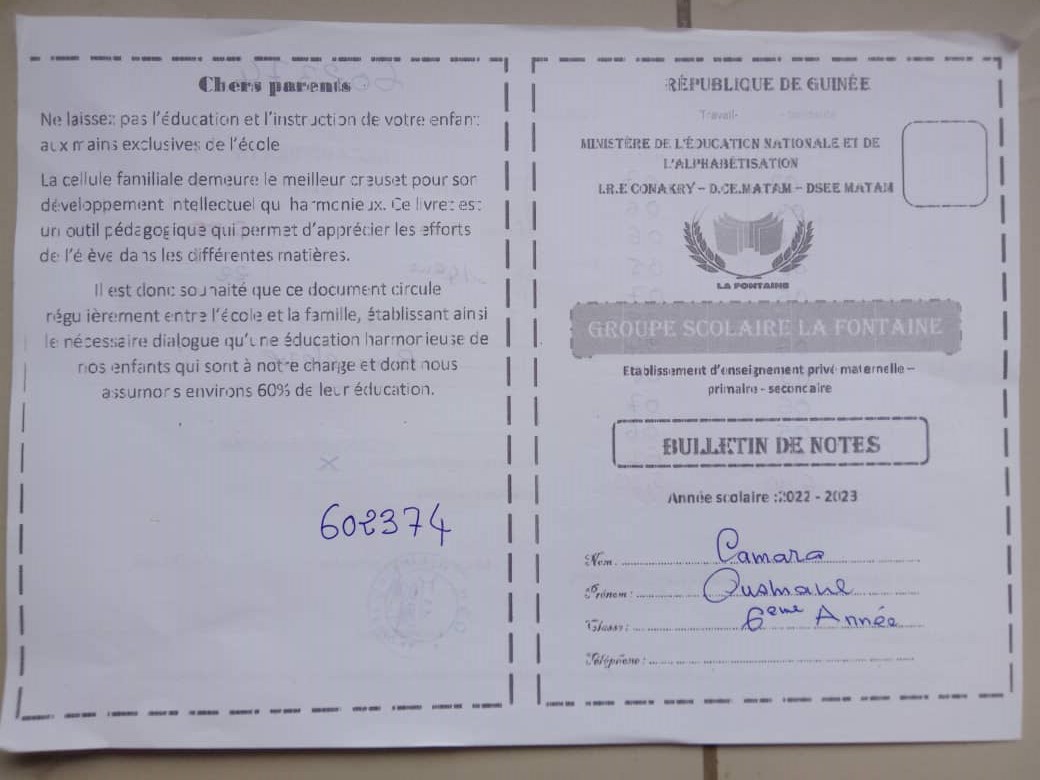 Chers parents
Ne laissez pas l'éducation et l'instruction de votre enfant
aux mains exclusives de l'école
La cellule familiale demeure le meilleur creuset pour son
développement intellectuel qu harmonieux. Ce livret est
un outil pédagogique qui permet d'apprécier les efforts
de l'élève dans les différentes matières.
Il est donc souhaité que ce document circule
régulièrement entre l'école et la famille, établissant ainsi
le nécessaire dialogue qu'une éducation harmonieuse de
nos enfants qui sont à notre charge et dont nous
assumons environs 60% de leur éducation.
602374
RÉPUBLIQUE DE GUINÉE
Travail-
MINISTÈRE DE L'ÉDUCATION NATIONALE ET DE
L'ALPHABÉTISATION
I.R.E CONAKRY – D.CE.MATAM – DSEE MATAM
LA FONTAINE
GROUPE SCOLAIRE LA FONTAINE
Etablissement d'enseignement privé maternelle –
primaire - secondaire
BULLETIN DE NOTES
Année scolaire :2022 - 2023
Nom: Camara
Prénom: Ousmane
Classe: 6ème Année
Téléphone: